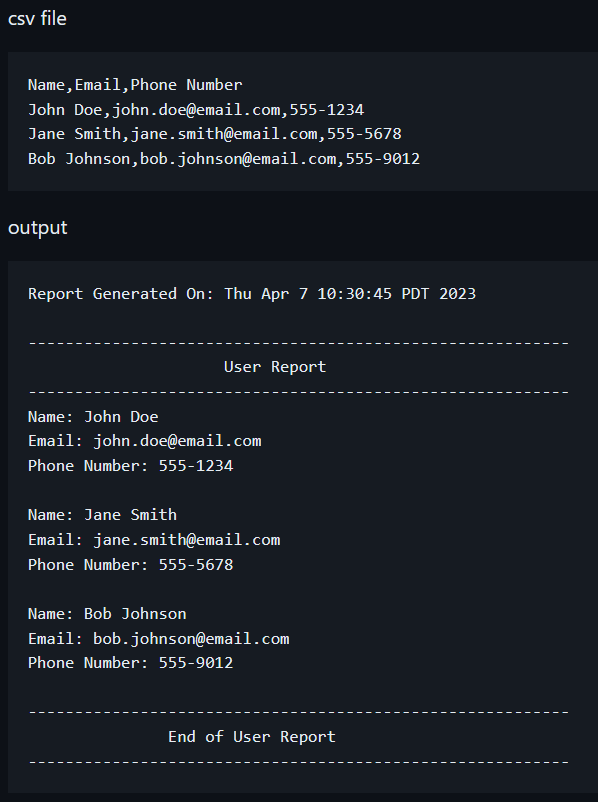 csv file
Name,Email,Phone Number
John Doe,john.doe@email.com,555-1234
Jane Smith,jane.smith@email.com,555-5678
Bob Johnson,bob.johnson@email.com,555-9012
output
Report Generated On: Thu Apr 7 10:30:45 PDT 2023
----------------------------------------------------------
User Report
----------------------------------------------------------
Name: John Doe
Email: john.doe@email.com
Phone Number: 555-1234
Name: Jane Smith
Email: jane.smith@email.com
Phone Number: 555-5678
Name: Bob Johnson
Email: bob.johnson@email.com
Phone Number: 555-9012
----------------------------------------------------------
End of User Report
----------------------------------------------------------